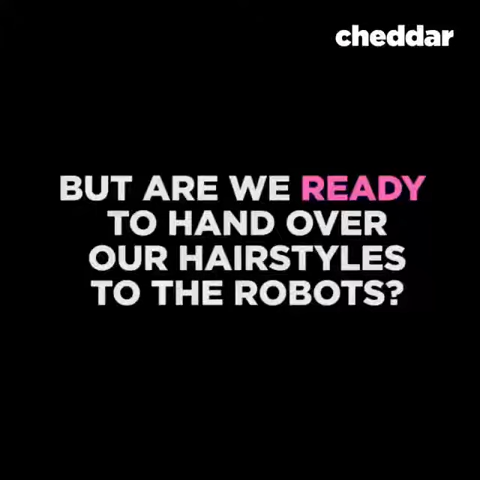 cheddar
BUT ARE WE READY
TO HAND OVER
OUR HAIRSTYLES
TO THE ROBOTS?